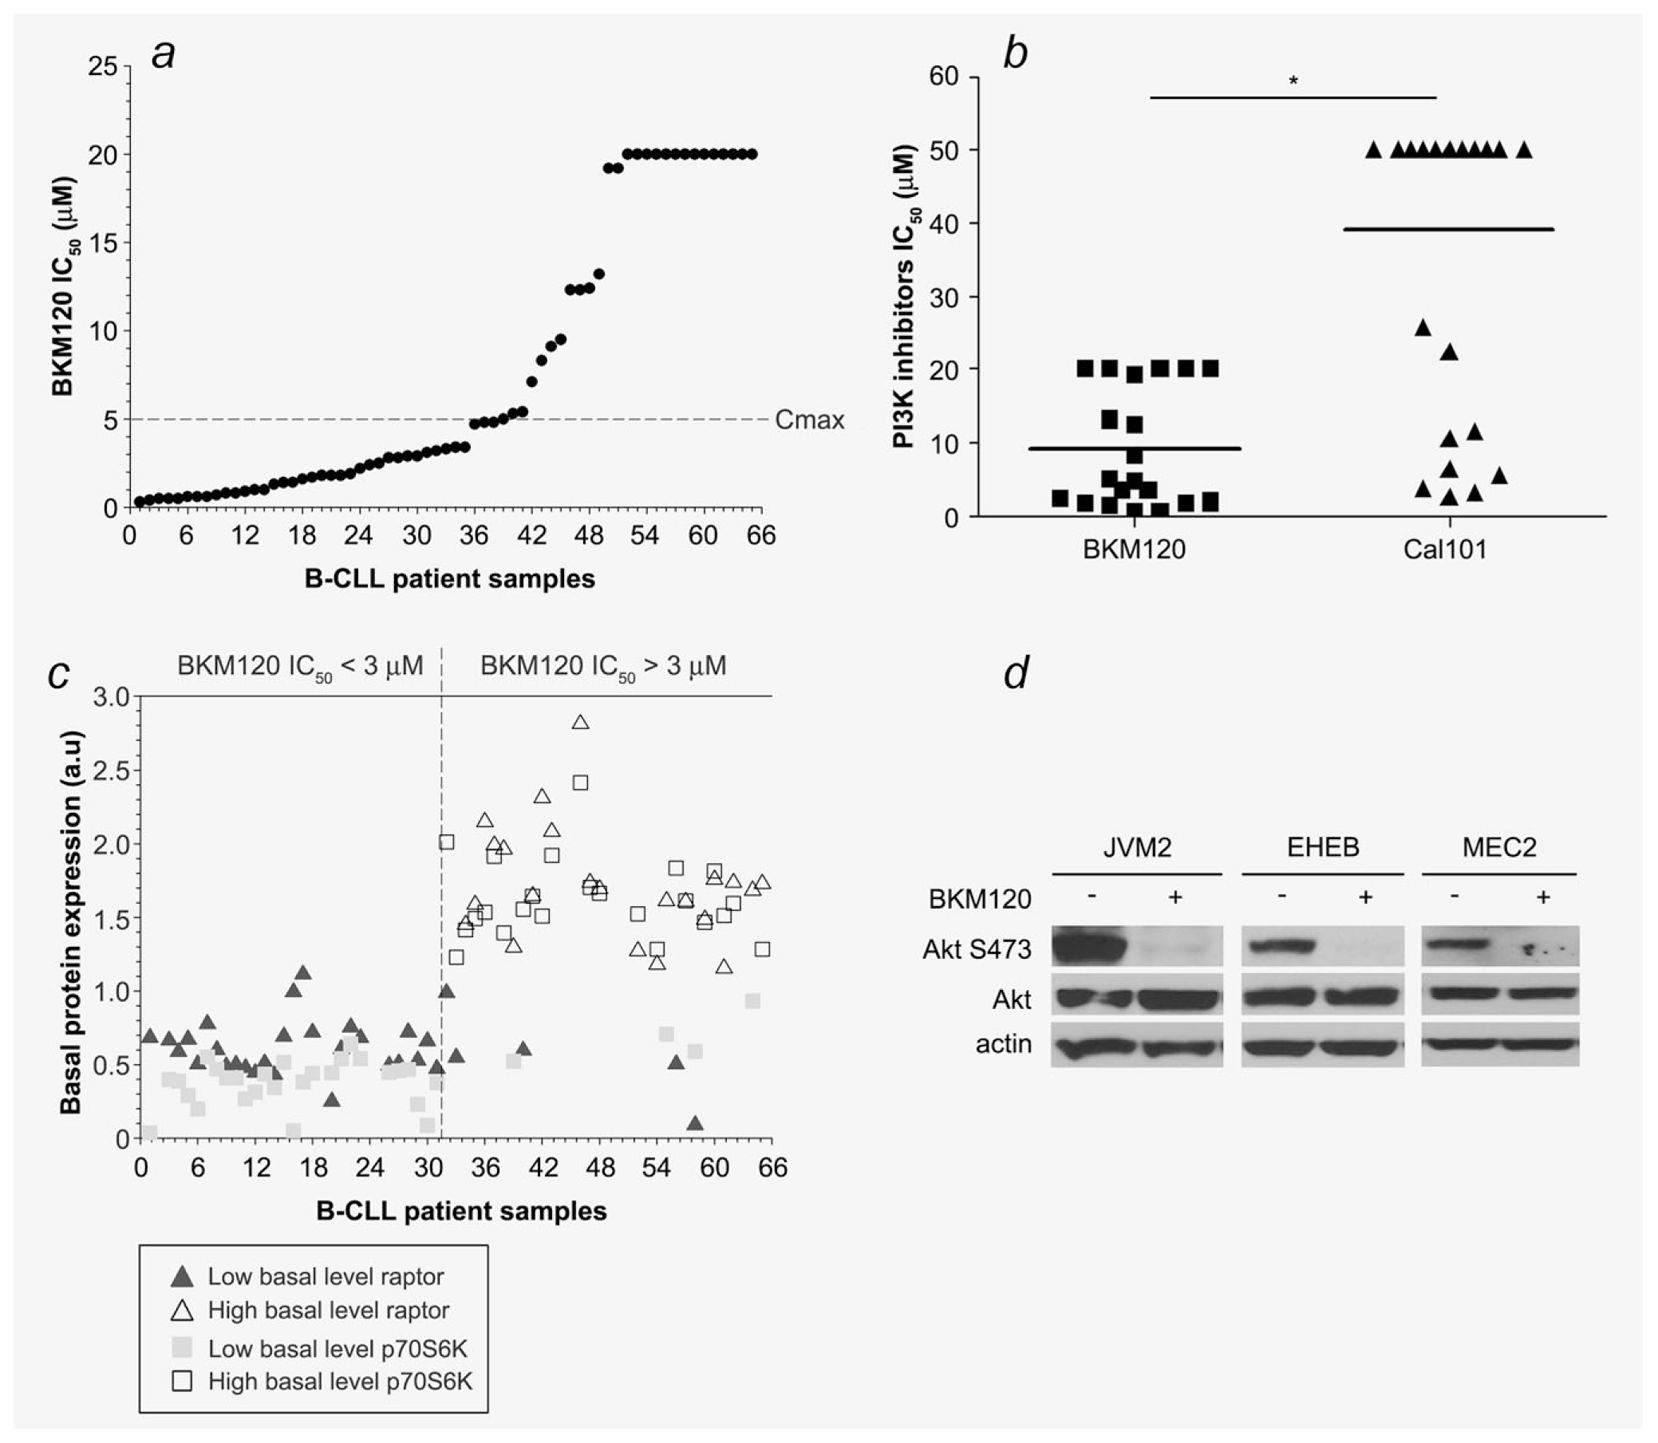 a
25
20
15
10
5
0
BKM120 IC50 (μM)
Cmax
0 6 12 18 24 30 36 42 48 54 60 66
B-CLL patient samples
b
60
50
40
30
20
10
0
PI3K inhibitors IC50 (μM)
*
BKM120 Cal101
c
BKM120 IC50 < 3 μM BKM120 IC50 > 3 μM
3.0
2.5
2.0
1.5
1.0
0.5
0
Basal protein expression (a.u)
0 6 12 18 24 30 36 42 48 54 60 66
B-CLL patient samples
Low basal level raptor
High basal level raptor
Low basal level p70S6K
High basal level p70S6K
d
JVM2 EHEB MEC2
BKM120 - + - + - +
Akt S473
Akt
actin